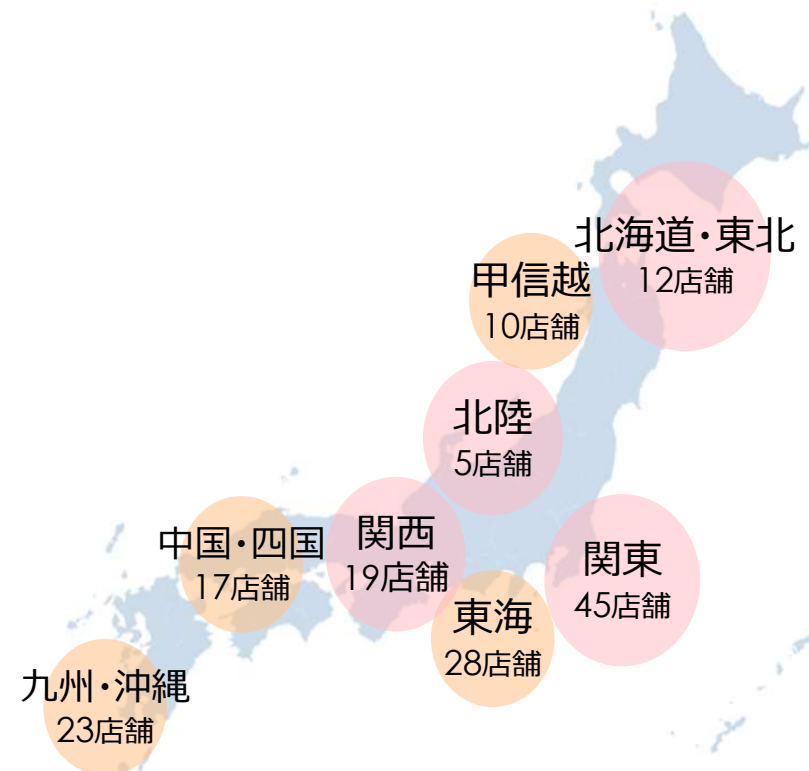 北海道・東北
12店舗
甲信越
10店舗
北陸
5店舗
関西
19店舗
中国・四国
17店舗
関東
45店舗
東海
28店舗
九州・沖縄
23店舗